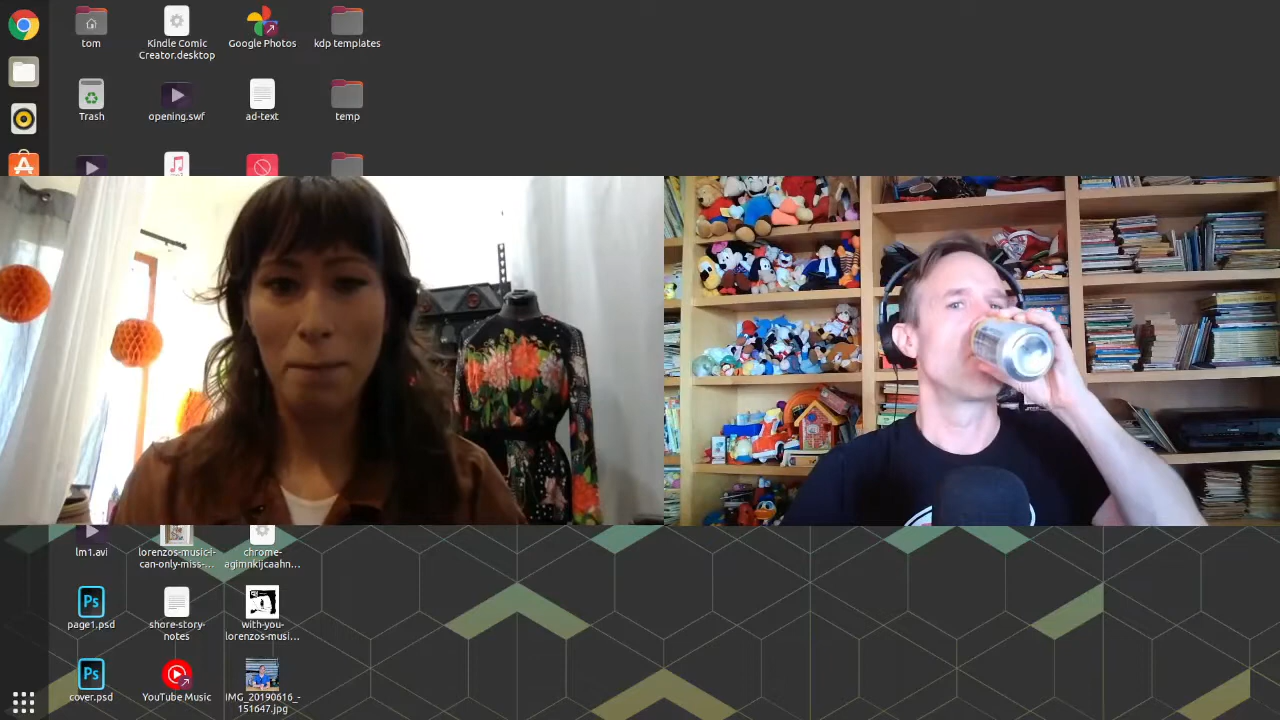 tom
Kindle Comic
Creator.desktop
Google Photos
kdp templates
Trash
opening.swf
ad-text
temp
lm1.avi
lorenzos-music-i-
can-only-miss-...
chrome-
agimnkijcaahn...
Ps
page1.psd
shore-story-
notes
with-you-
lorenzos-musi...
Ps
cover.psd
YouTube Music
IMG_20190616_-
151647.jpg